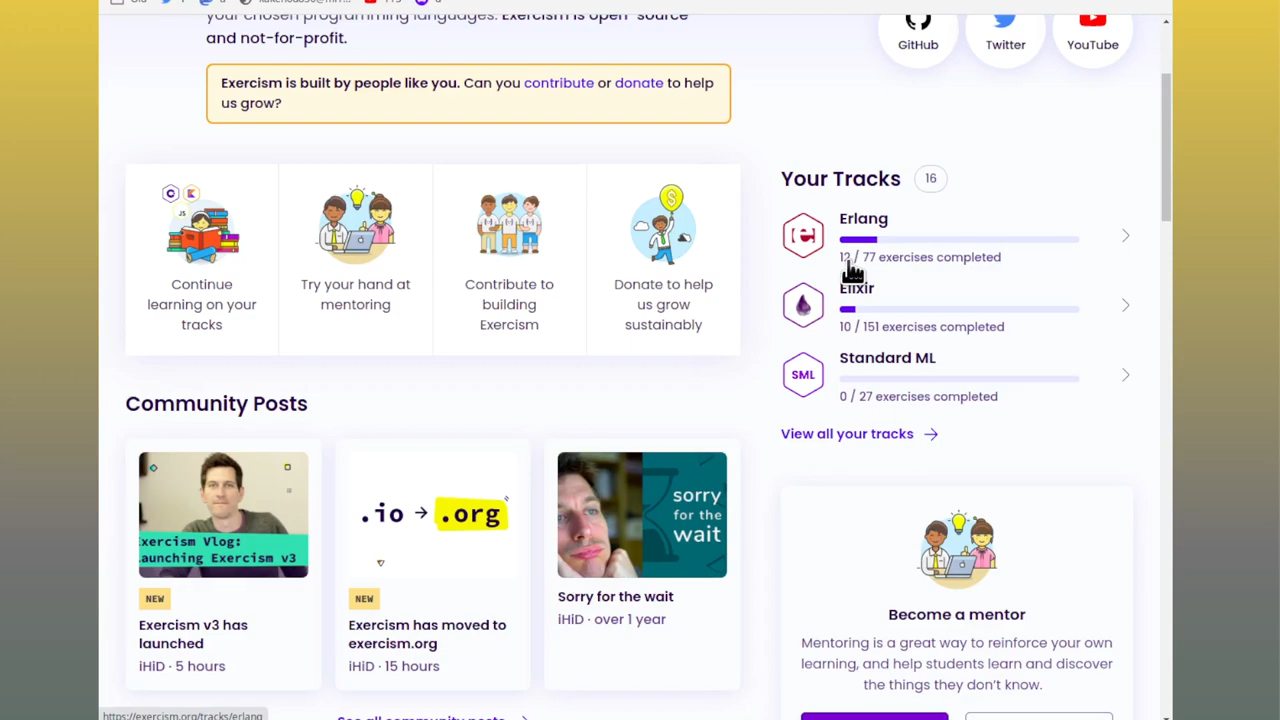 your chosen programming languages. Exercism is open-source
and not-for-profit.
Exercism is built by people like you. Can you contribute or donate to help
us grow?
GitHub
Twitter
YouTube
JS
Continue
learning on your
tracks
Try your hand at
mentoring
Contribute to
building
Exercism
$
Donate to help
us grow
sustainably
Your Tracks 16
Erlang
12 / 77 exercises completed
Elixir
10 / 151 exercises completed
SML
Standard ML
0 / 27 exercises completed
View all your tracks
Community Posts
Exercism Vlog:
Launching Exercism v3
NEW
Exercism v3 has
launched
iHiD · 5 hours
.io → .org
NEW
Exercism has moved to
exercism.org
iHiD · 15 hours
sorry
for the
wait
Sorry for the wait
iHiD · over 1 year
See all community posts
Become a mentor
Mentoring is a great way to reinforce your own
learning, and help students learn and discover
the things they don't know.
https://exercism.org/tracks/erlang